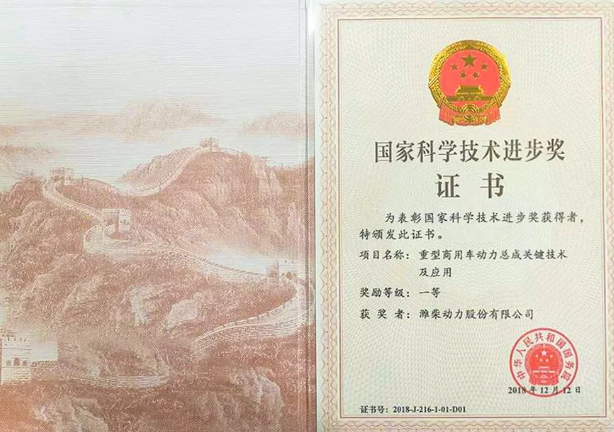 国家科学技术进步奖
证书
为表彰国家科学技术进步奖获得者，
特颁发此证书。
项目名称：重型商用车动力总成关键技术
及应用
奖励等级：一等
获奖者：潍柴动力股份有限公司
中华人民共和国国务院
2018年12月12日
证书号：2018-J-216-1-01-D01